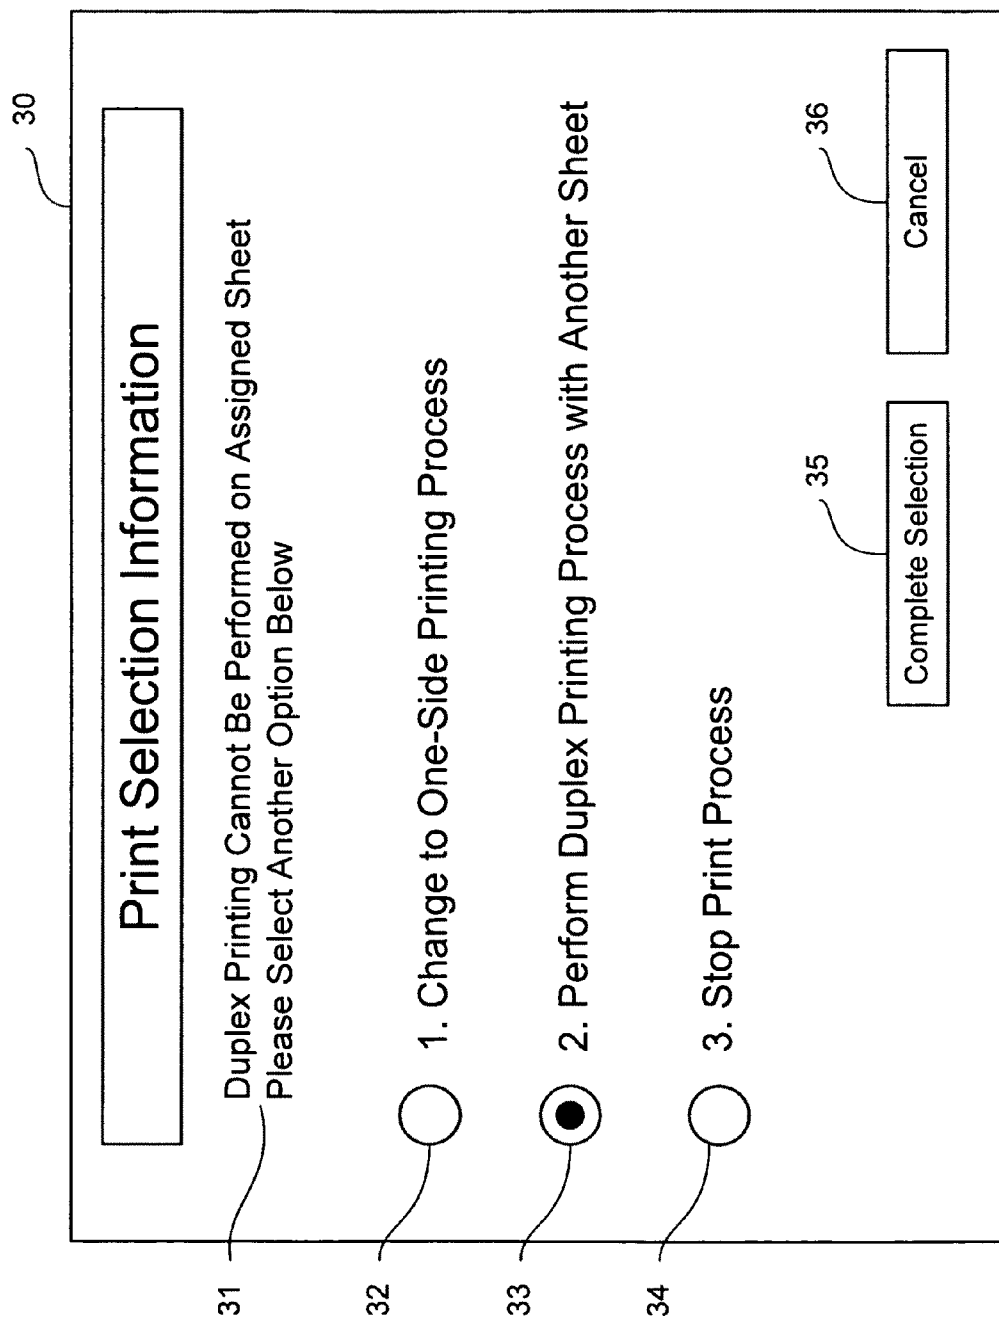 30
Print Selection Information
31
Duplex Printing Cannot Be Performed on Assigned Sheet
Please Select Another Option Below
32
1. Change to One-Side Printing Process
33
2. Perform Duplex Printing Process with Another Sheet
34
3. Stop Print Process
35
36
Complete Selection
Cancel